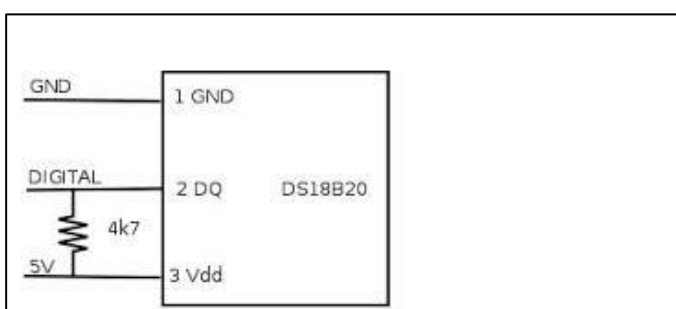 GND
1 GND
DIGITAL
2 DQ
DS18B20
4k7
5V
3 Vdd